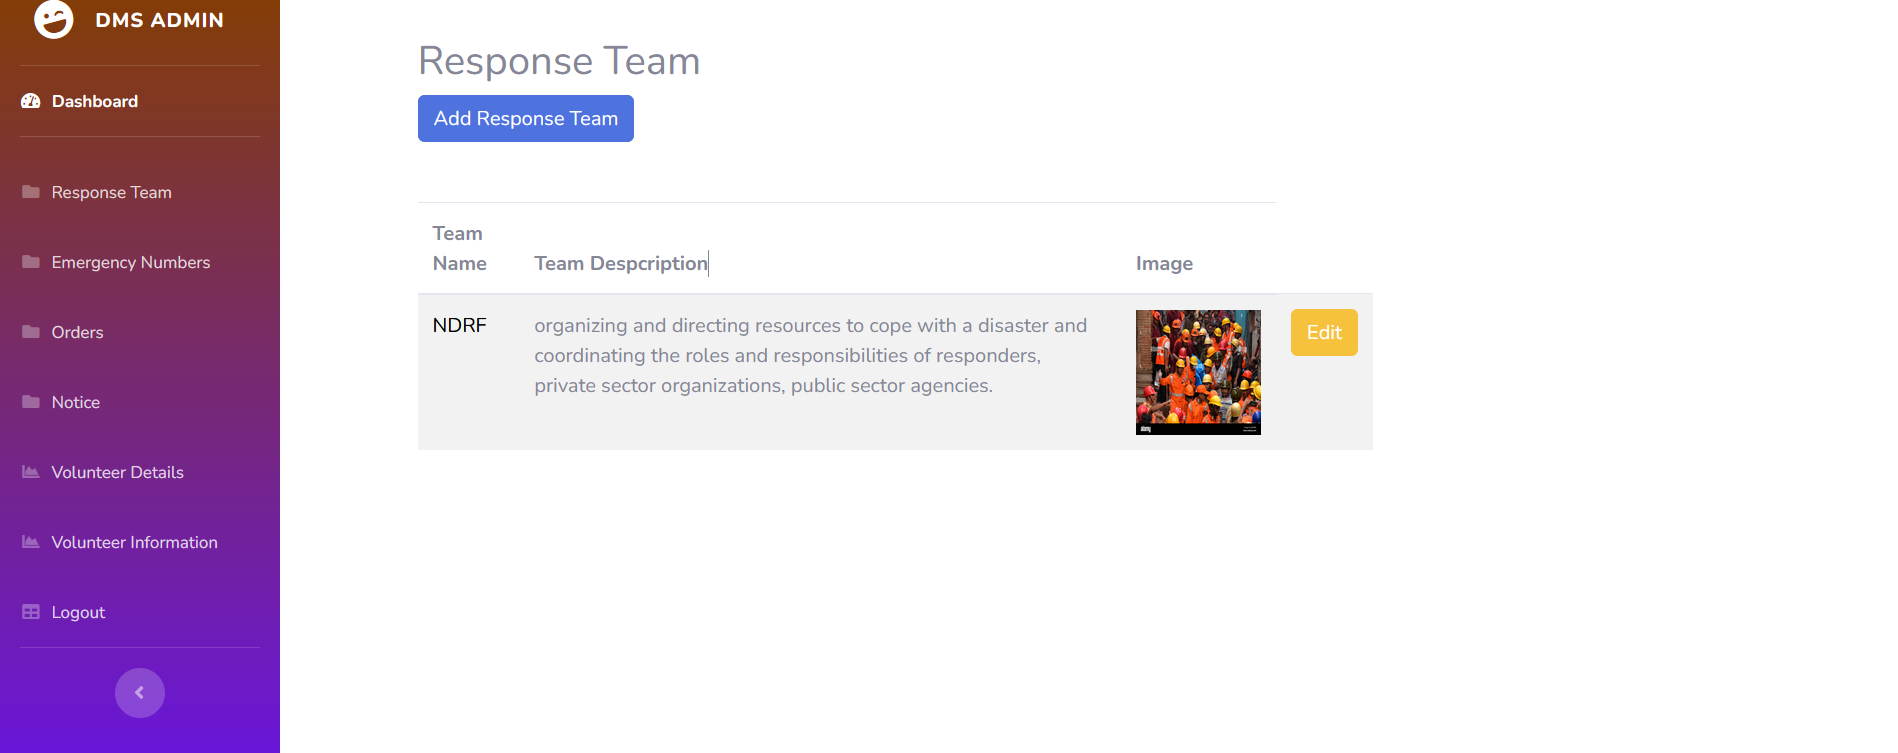 DMS ADMIN
Dashboard
Response Team
Emergency Numbers
Orders
Notice
Volunteer Details
Volunteer Information
Logout
Response Team
Add Response Team
Team
Name
Team Despcription
Image
NDRF
organizing and directing resources to cope with a disaster and
coordinating the roles and responsibilities of responders,
private sector organizations, public sector agencies.
alamy
Edit